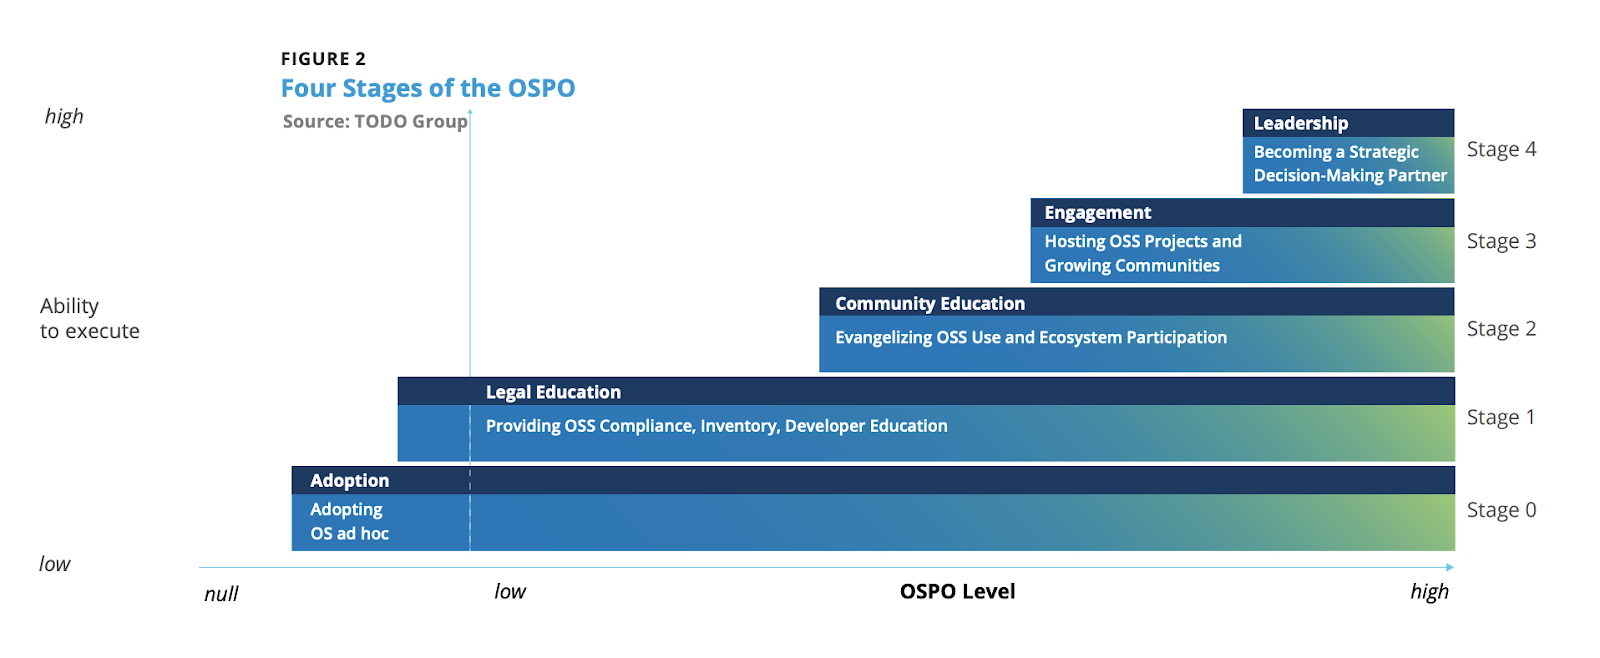 FIGURE 2
Four Stages of the OSPO
Source: TODO Group
high
Ability
to execute
low
Leadership
Becoming a Strategic
Decision-Making Partner
Stage 4
Engagement
Hosting OSS Projects and
Growing Communities
Stage 3
Community Education
Evangelizing OSS Use and Ecosystem Participation
Stage 2
Legal Education
Providing OSS Compliance, Inventory, Developer Education
Stage 1
Adoption
Adopting
OS ad hoc
Stage 0
null
low
OSPO Level
high